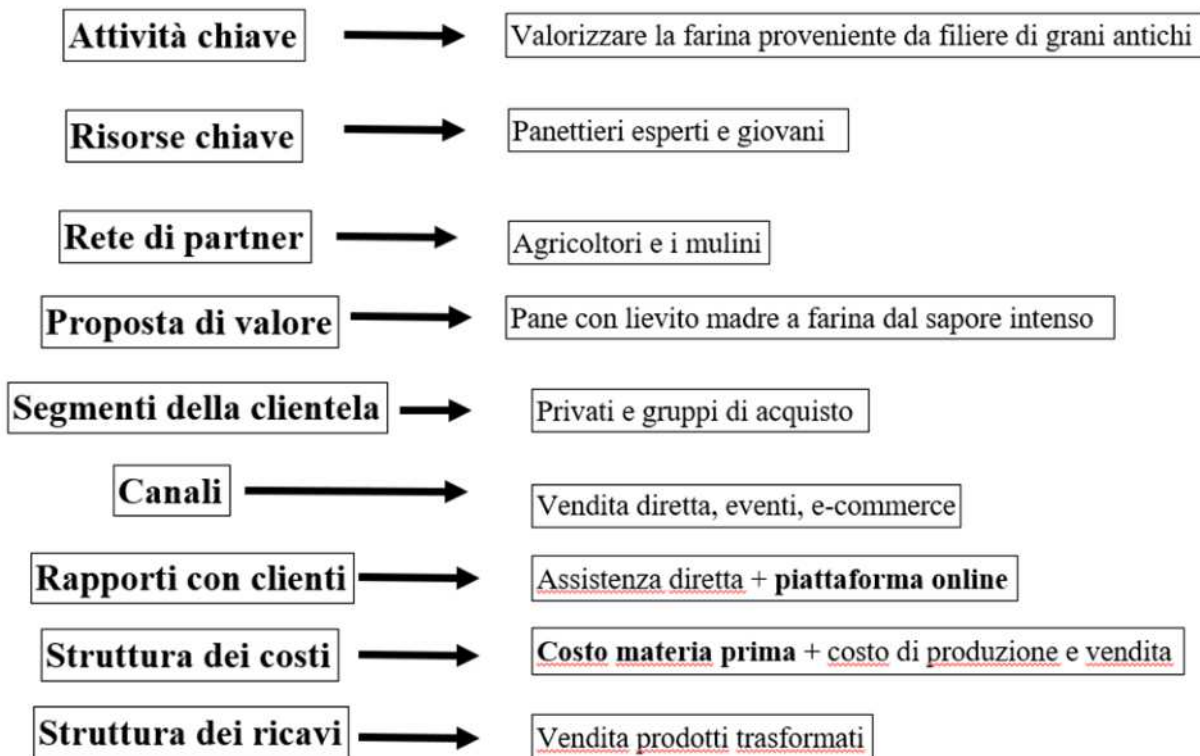 Attività chiave Valorizzare la farina proveniente da filiere di grani antichi
Risorse chiave Panettieri esperti e giovani
Rete di partner Agricoltori e i mulini
Proposta di valore Pane con lievito madre a farina dal sapore intenso
Segmenti della clientela Privati e gruppi di acquisto
Canali Vendita diretta, eventi, e-commerce
Rapporti con clienti Assistenza diretta + piattaforma online
Struttura dei costi Costo materia prima + costo di produzione e vendita
Struttura dei ricavi Vendita prodotti trasformati